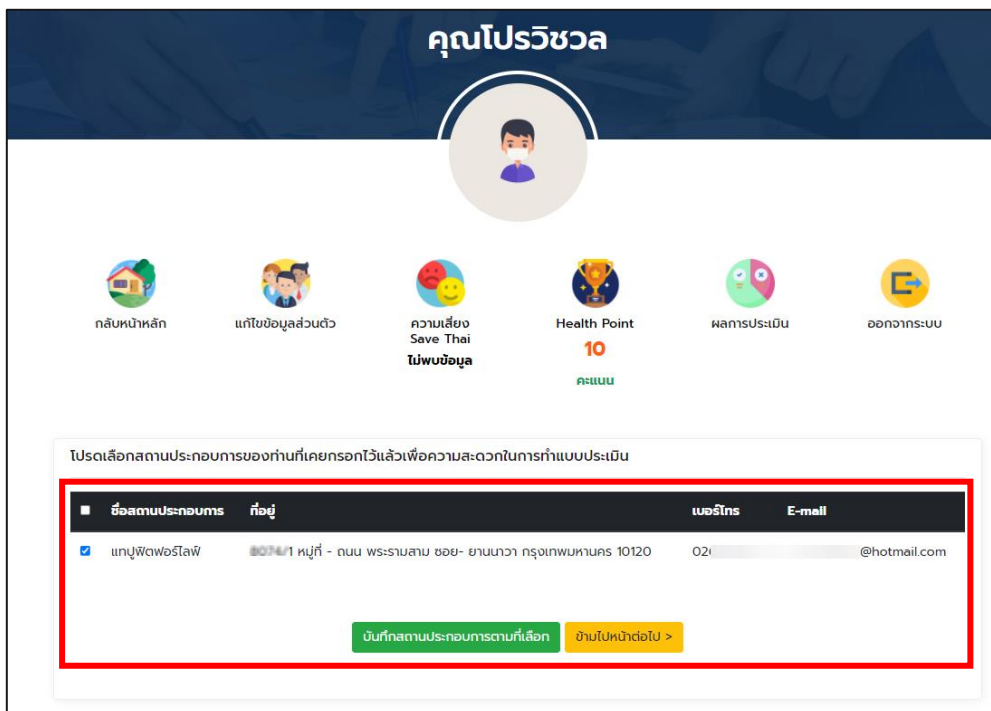 คุณโปรวิชวล
กลับหน้าหลัก
แก้ไขข้อมูลส่วนตัว
ความเสี่ยง
Save Thai
ไม่พบข้อมูล
Health Point
10
คะแนน
ผลการประเมิน
ออกจากระบบ
โปรดเลือกสถานประกอบการของท่านที่เคยกรอกไว้แล้วเพื่อความสะดวกในการทำแบบประเมิน
ชื่อสถานประกอบการ ที่อยู่ เบอร์โทร E-mail
แทปูฟิตฟอร์ไลฟ์ /1 หมู่ที่ - ถนน พระรามสาม ซอย- ยานนาวา กรุงเทพมหานคร 10120 02 @hotmail.com
บันทึกสถานประกอบการตามที่เลือก ข้ามไปหน้าต่อไป >